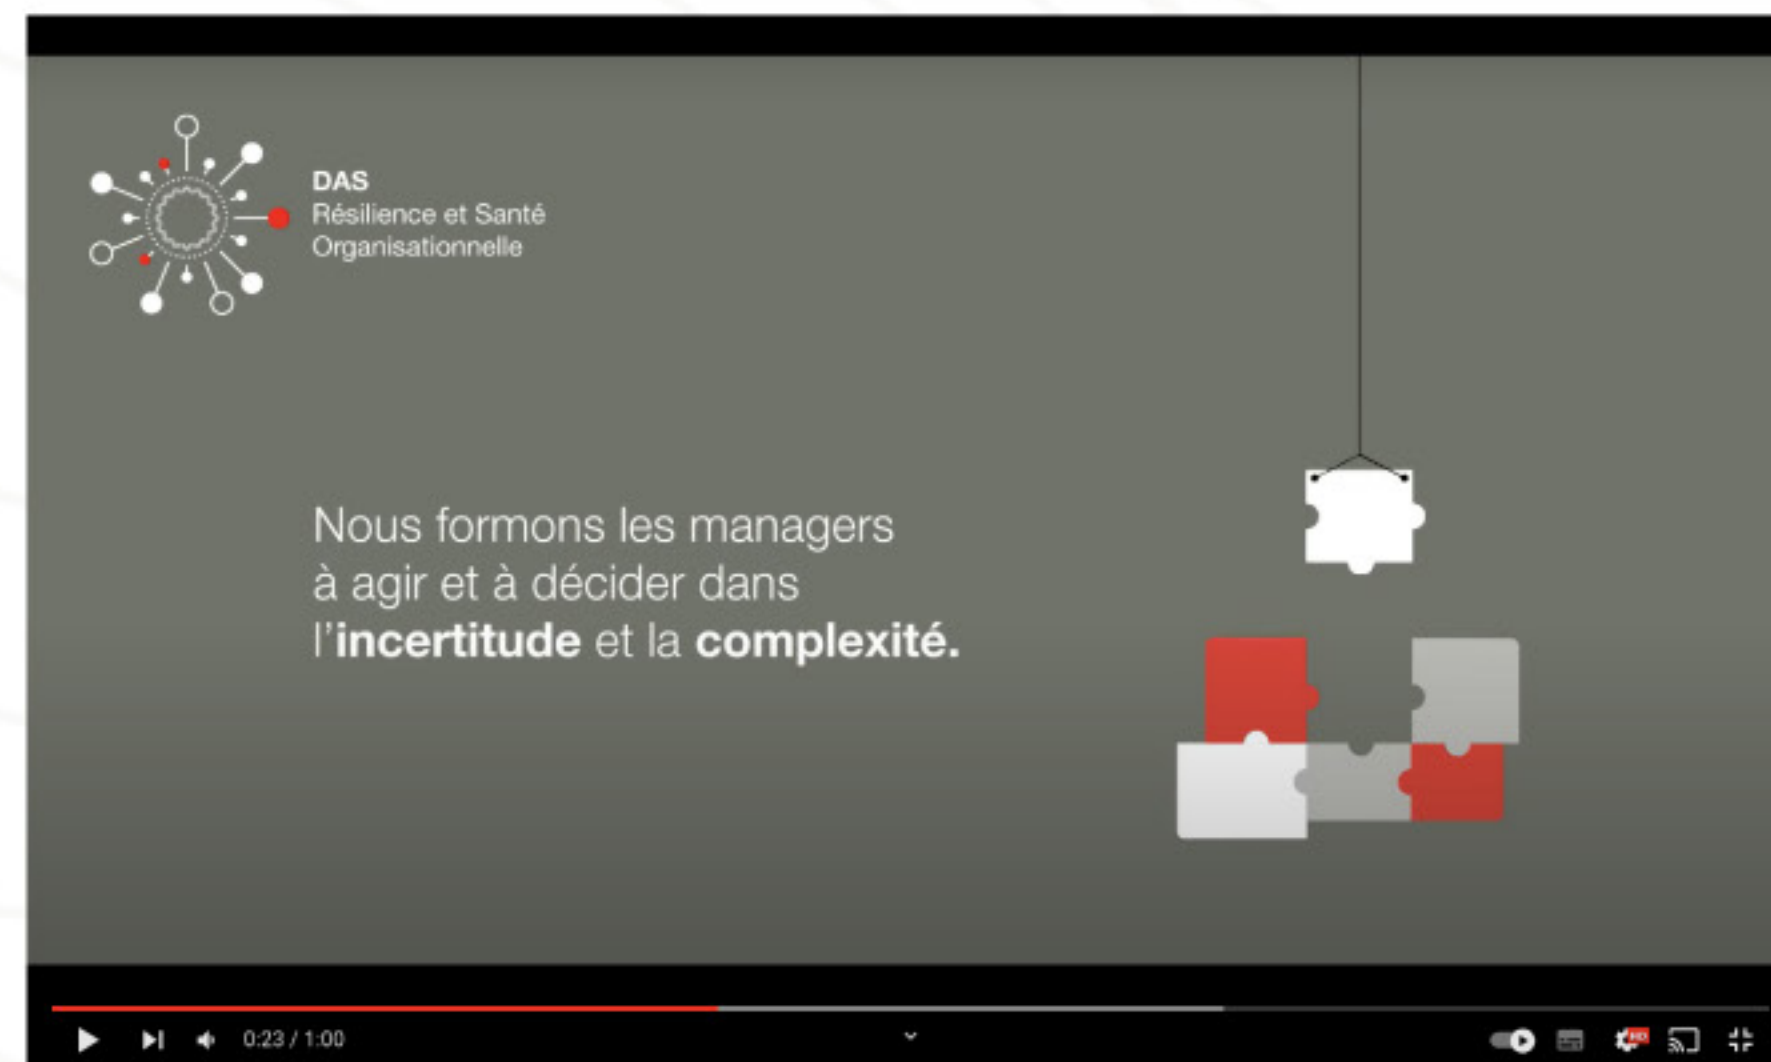 DAS
Résilience et Santé
Organisationnelle
Nous formons les managers
à agir et à décider dans
l'incertitude et la complexité.
0:23 / 1:00
HD